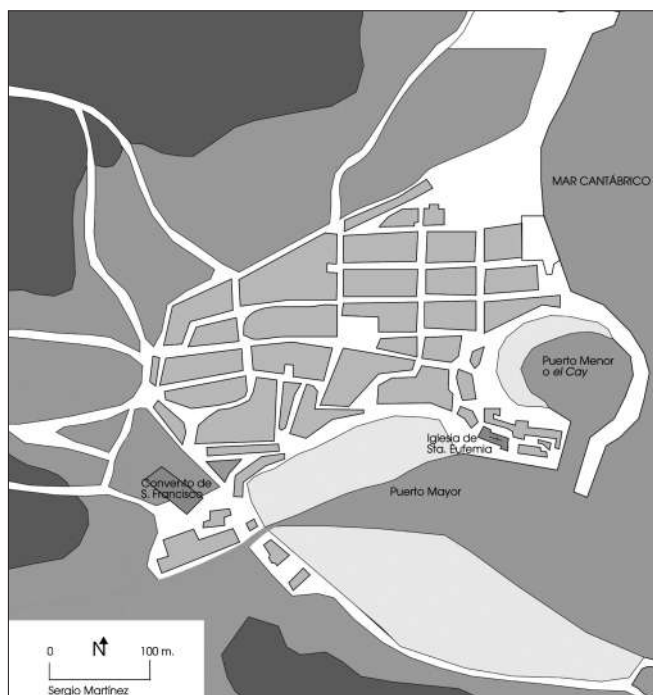 MAR CANTÁBRICO
Puerto Menor
o el Cay
Iglesia de
Sta. Eufemia
Convento de
S. Francisco
Puerto Mayor
0 N 100 m.
Sergio Martínez